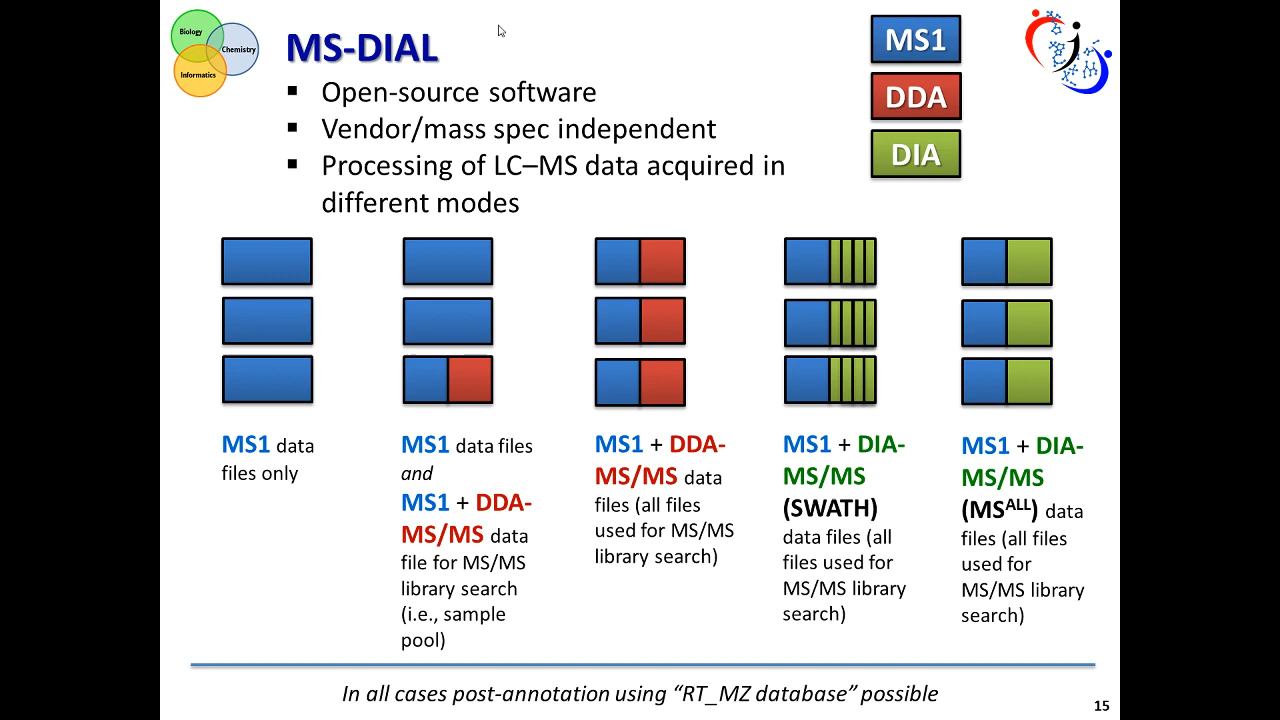 Biology
Chemistry
Informatics
MS-DIAL
▪ Open-source software
▪ Vendor/mass spec independent
▪ Processing of LC–MS data acquired in
different modes
MS1
DDA
DIA
MS1 data
files only
MS1 data files
and
MS1 + DDA-
MS/MS data
file for MS/MS
library search
(i.e., sample
pool)
MS1 + DDA-
MS/MS data
files (all files
used for MS/MS
library search)
MS1 + DIA-
MS/MS
(SWATH)
data files (all
files used for
MS/MS library
search)
MS1 + DIA-
MS/MS
(MSALL) data
files (all files
used for
MS/MS library
search)
In all cases post-annotation using “RT_MZ database” possible
15